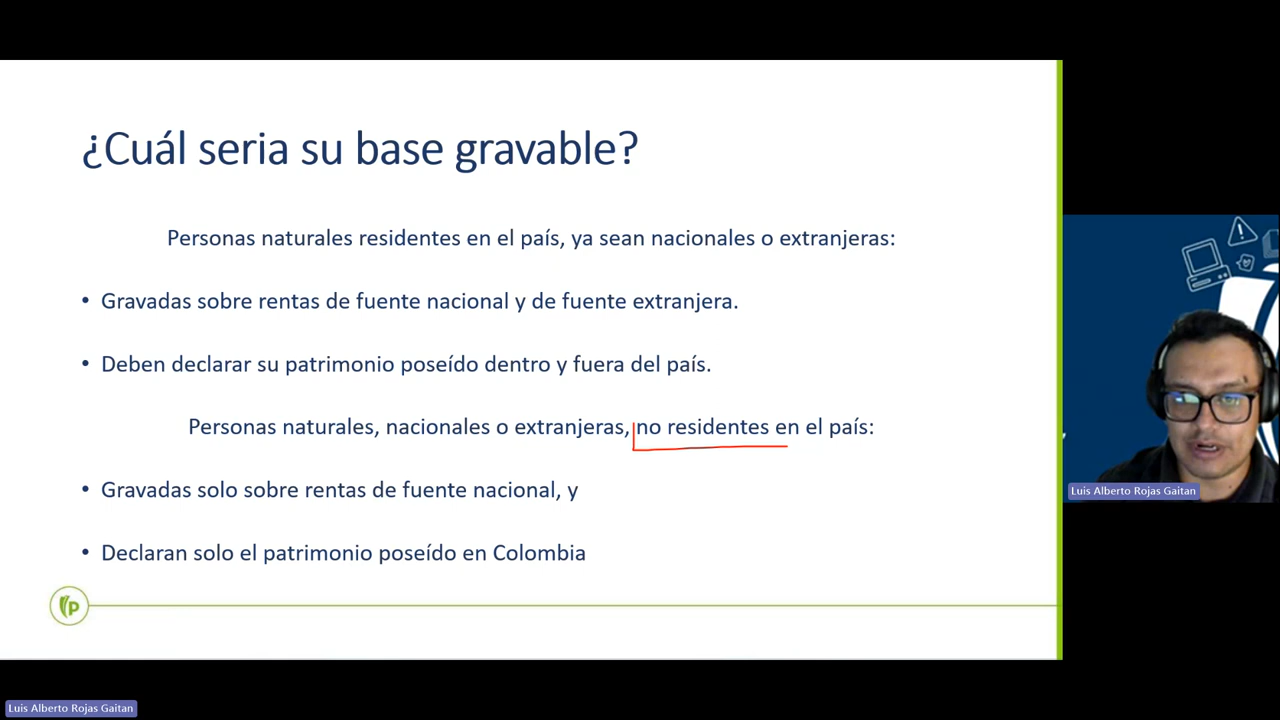 ¿Cuál seria su base gravable?
Personas naturales residentes en el país, ya sean nacionales o extranjeras:
• Gravadas sobre rentas de fuente nacional y de fuente extranjera.
• Deben declarar su patrimonio poseído dentro y fuera del país.
Personas naturales, nacionales o extranjeras, no residentes en el país:
• Gravadas solo sobre rentas de fuente nacional, y
• Declaran solo el patrimonio poseído en Colombia
P
Luis Alberto Rojas Gaitan
Luis Alberto Rojas Gaitan